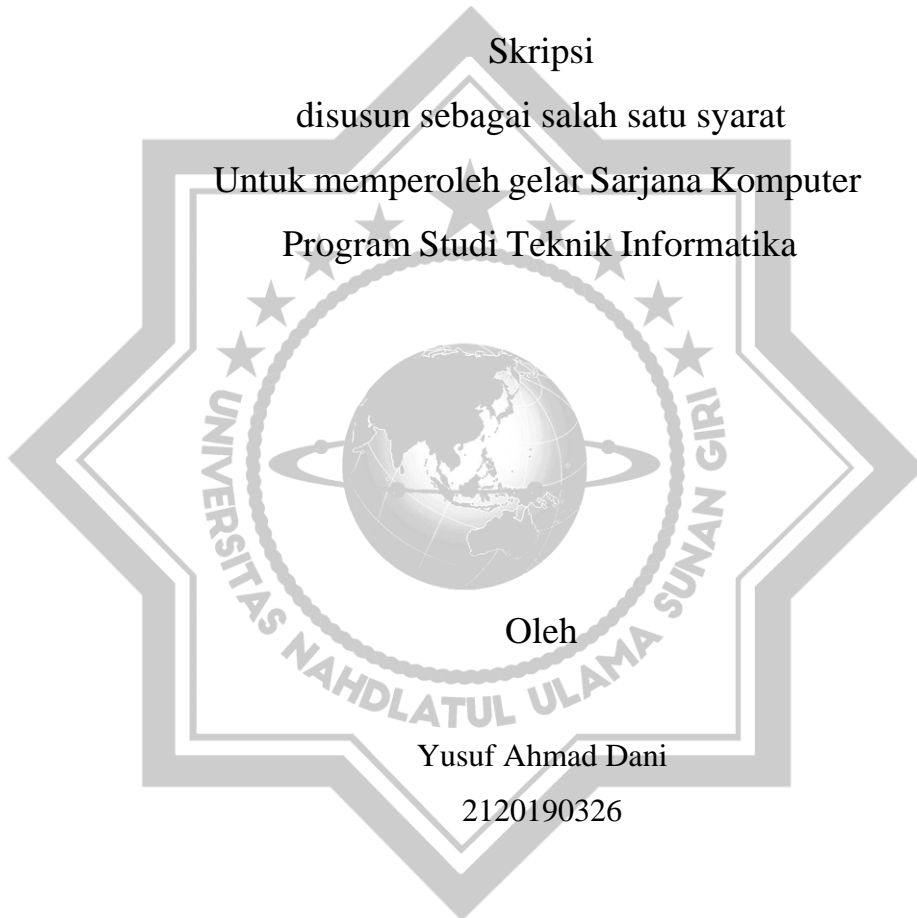 Skripsi
disusun sebagai salah satu syarat
Untuk memperoleh gelar Sarjana Komputer
Program Studi Teknik Informatika
UNIVERSITAS NAHDLATUL ULAMA SUNAN GIRI
Oleh
Yusuf Ahmad Dani
2120190326